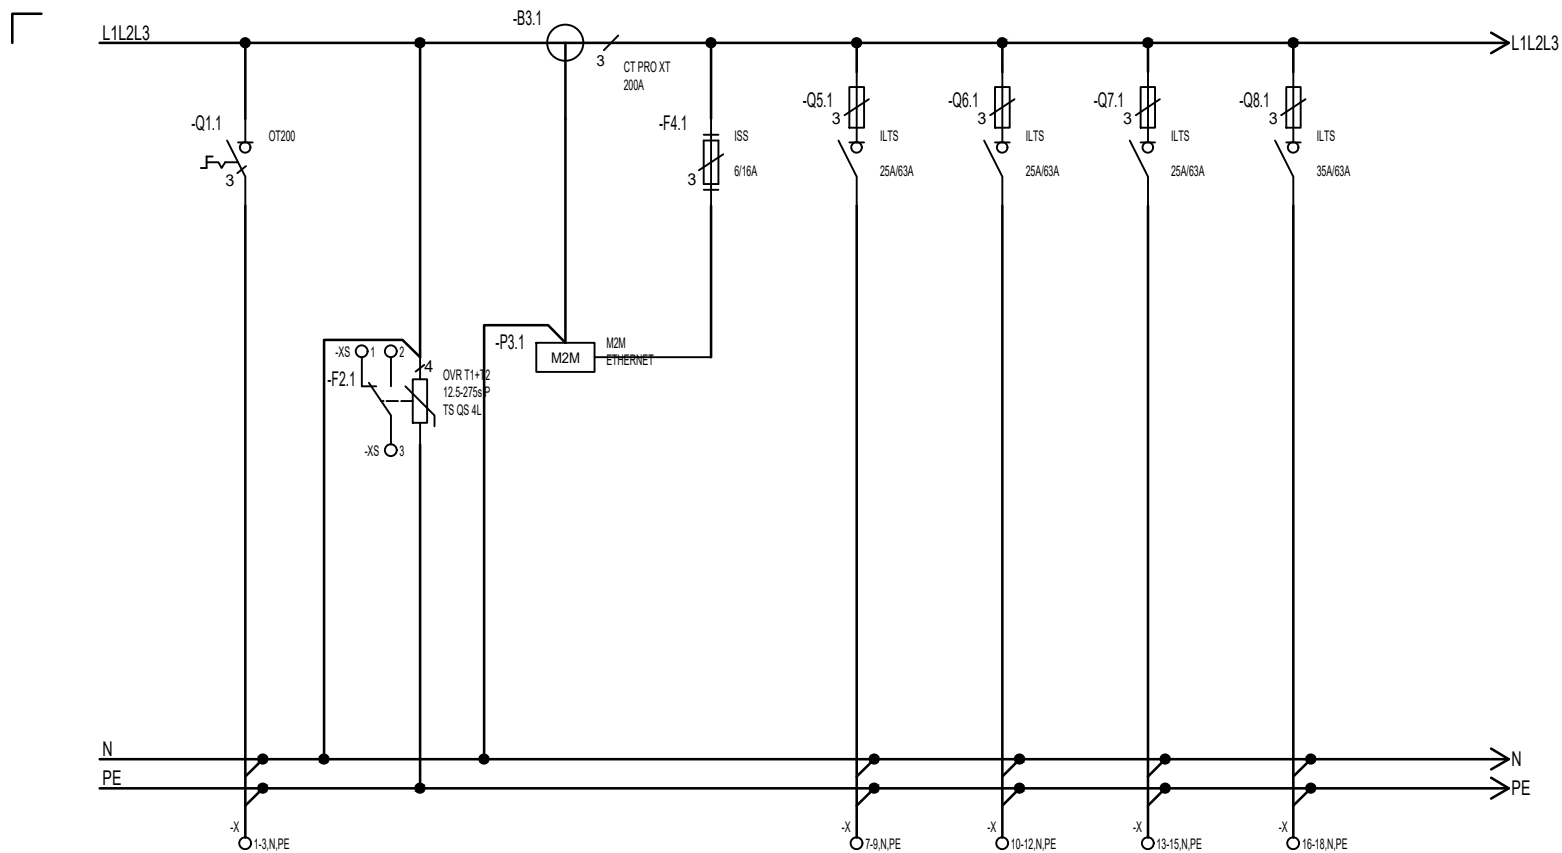 -B3.1
L1L2L3
L1L2L3
3
CT PRO XT
200A
-Q1.1
OT200
3
-F4.1
ISS
3
6/16A
-Q5.1
3
ILTS
25A/63A
-Q6.1
3
ILTS
25A/63A
-Q7.1
3
ILTS
25A/63A
-Q8.1
3
ILTS
35A/63A
-P3.1
M2M
M2M
ETHERNET
-XS
1
2
-F2.1
4
OVR T1+T2
12.5-275s P
TS QS 4L
-XS
3
N
N
PE
PE
-X
1-3,N,PE
-X
7-9,N,PE
-X
10-12,N,PE
-X
13-15,N,PE
-X
16-18,N,PE